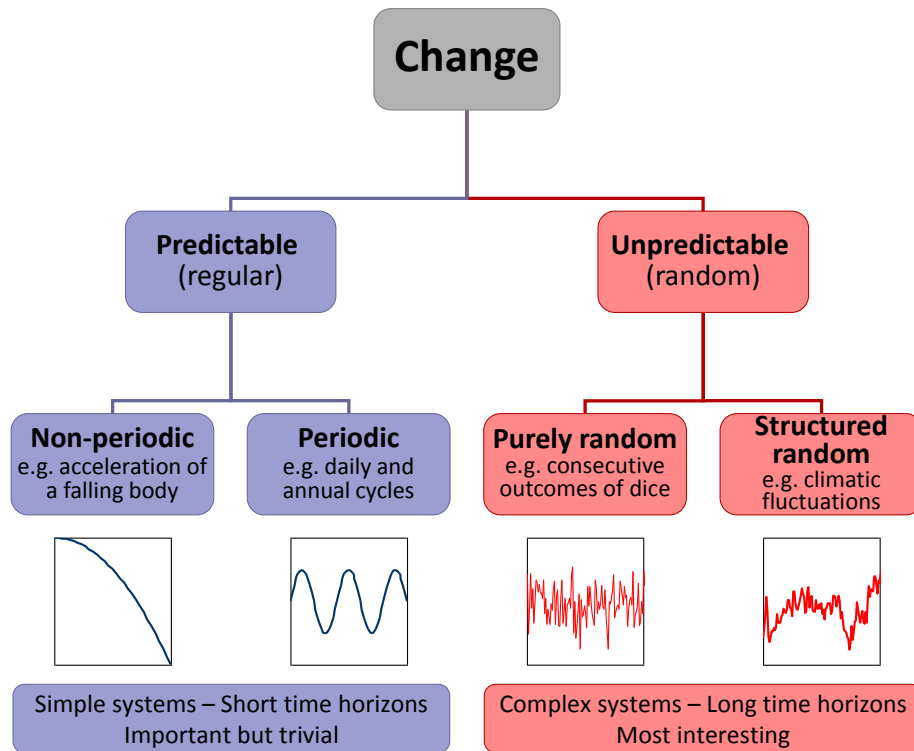 Change
Predictable
(regular)
Unpredictable
(random)
Non-periodic
e.g. acceleration of
a falling body
Periodic
e.g. daily and
annual cycles
Purely random
e.g. consecutive
outcomes of dice
Structured
random
e.g. climatic
fluctuations
Simple systems – Short time horizons
Important but trivial
Complex systems – Long time horizons
Most interesting